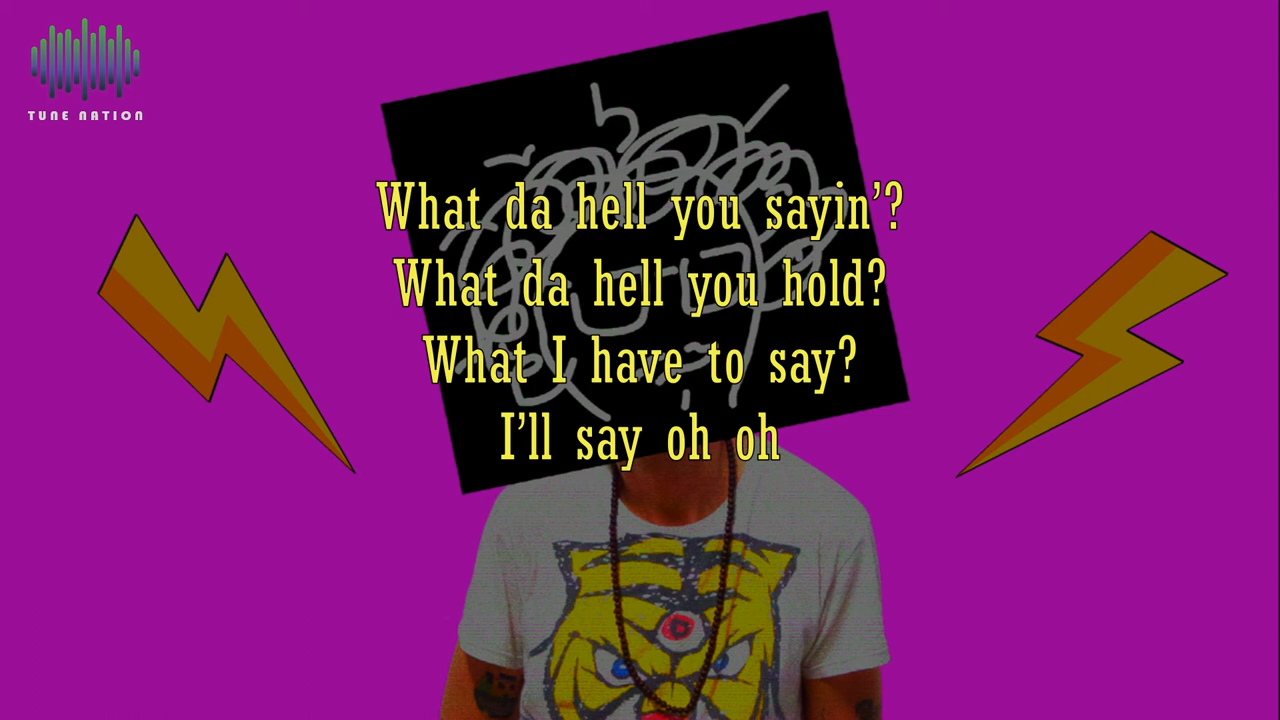 TUNE NATION
What da hell you sayin'?
What da hell you hold?
What I have to say?
I'll say oh oh